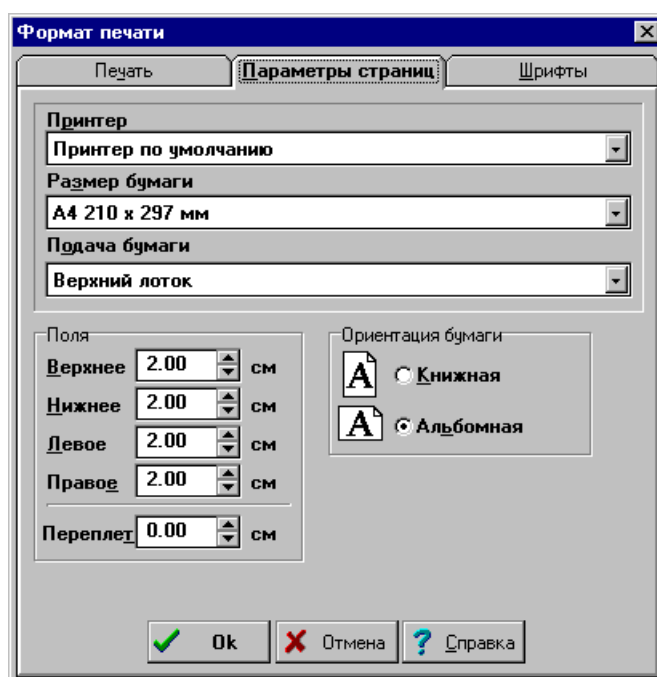 Формат печати
Печать Параметры страниц Шрифты
Принтер
Принтер по умолчанию
Размер бумаги
A4 210 x 297 мм
Подача бумаги
Верхний лоток
Поля
Верхнее 2.00 см
Нижнее 2.00 см
Левое 2.00 см
Правое 2.00 см
Переплет 0.00 см
Ориентация бумаги
A Книжная
A Альбомная
Ok Отмена ? Справка